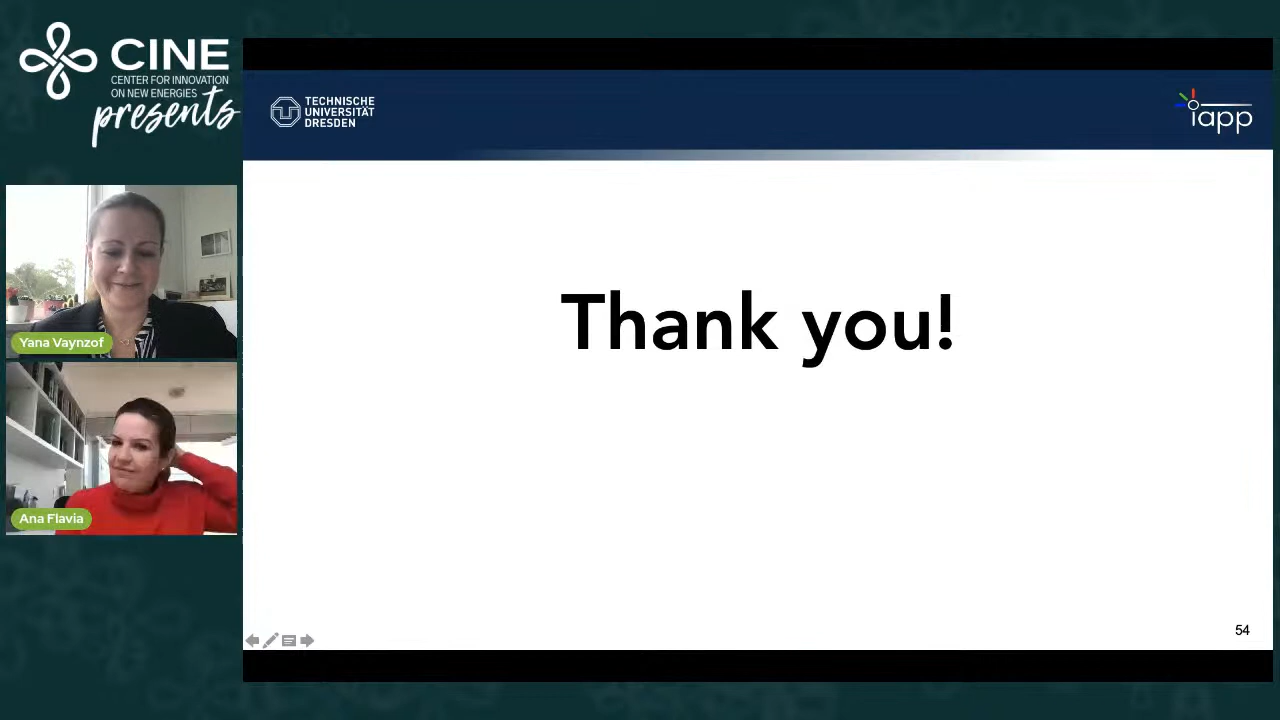 CINE
CENTER FOR INNOVATION
ON NEW ENERGIES
presents
TECHNISCHE
UNIVERSITÄT
DRESDEN
iapp
Yana Vaynzof
Ana Flavia
Thank you!
54